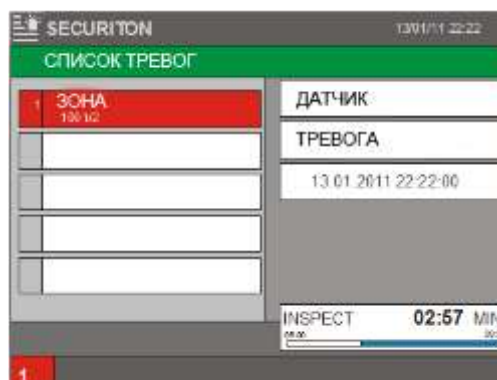 SECURITON
13/01/11 22:22
СПИСОК ТРЕВОГ
1 ЗОНА
ДАТЧИК
ТРЕВОГА
13.01.2011 22:22:00
INSPECT 02:57 MIN
1